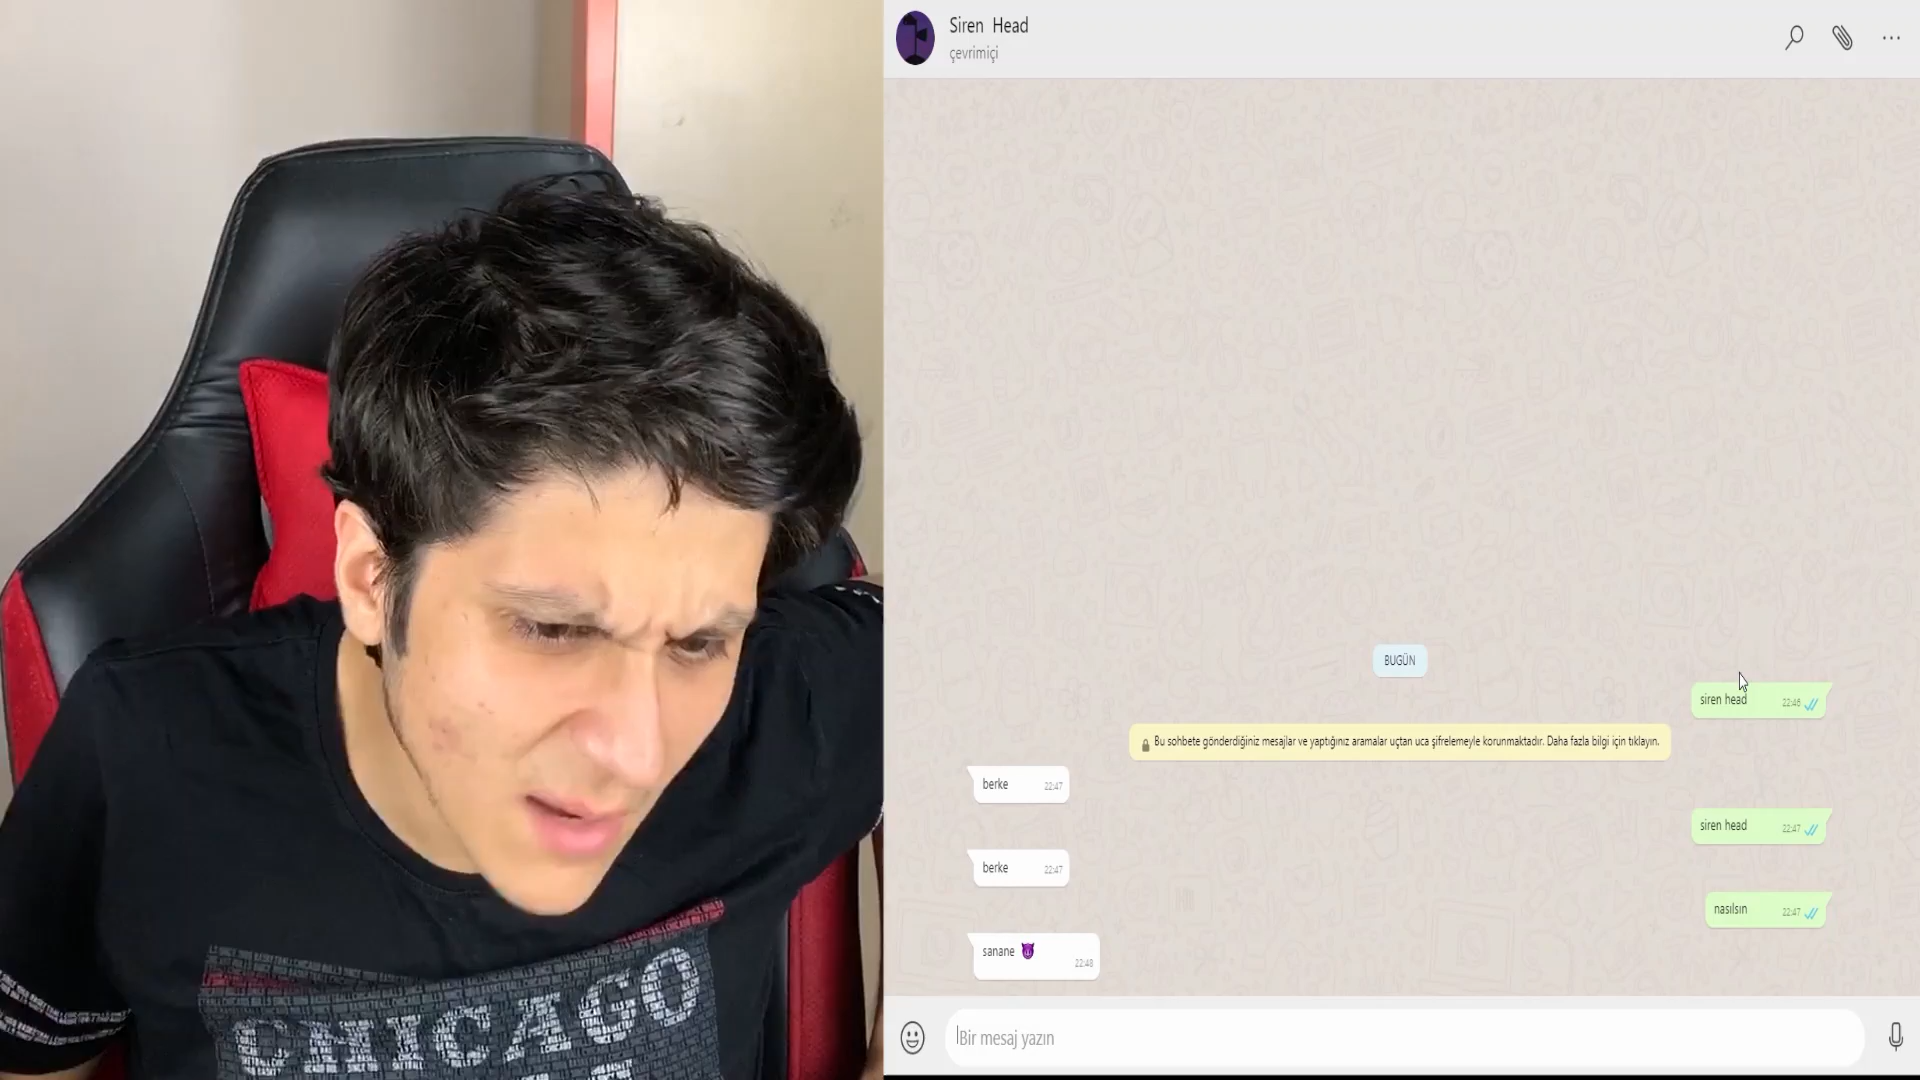 Siren Head
çevrimiçi
BUGÜN
siren head 22:46
Bu sohbete gönderdiğiniz mesajlar ve yaptığınız aramalar uçtan uca şifrelemeyle korunmaktadır. Daha fazla bilgi için tıklayın.
berke 22:47
siren head 22:47
berke 22:47
nasılsın 22:47
sanane 😈 22:48
Bir mesaj yazın
CHICAGO